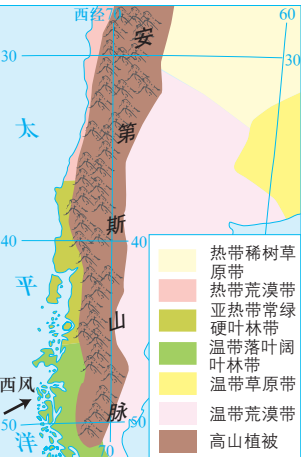 西经70
60
30
30
安
第
斯
山
脉
太
平
洋
40
40
西风
50
50
70
热带稀树草
原带
热带荒漠带
亚热带常绿
硬叶林带
温带落叶阔
叶林带
温带草原带
温带荒漠带
高山植被